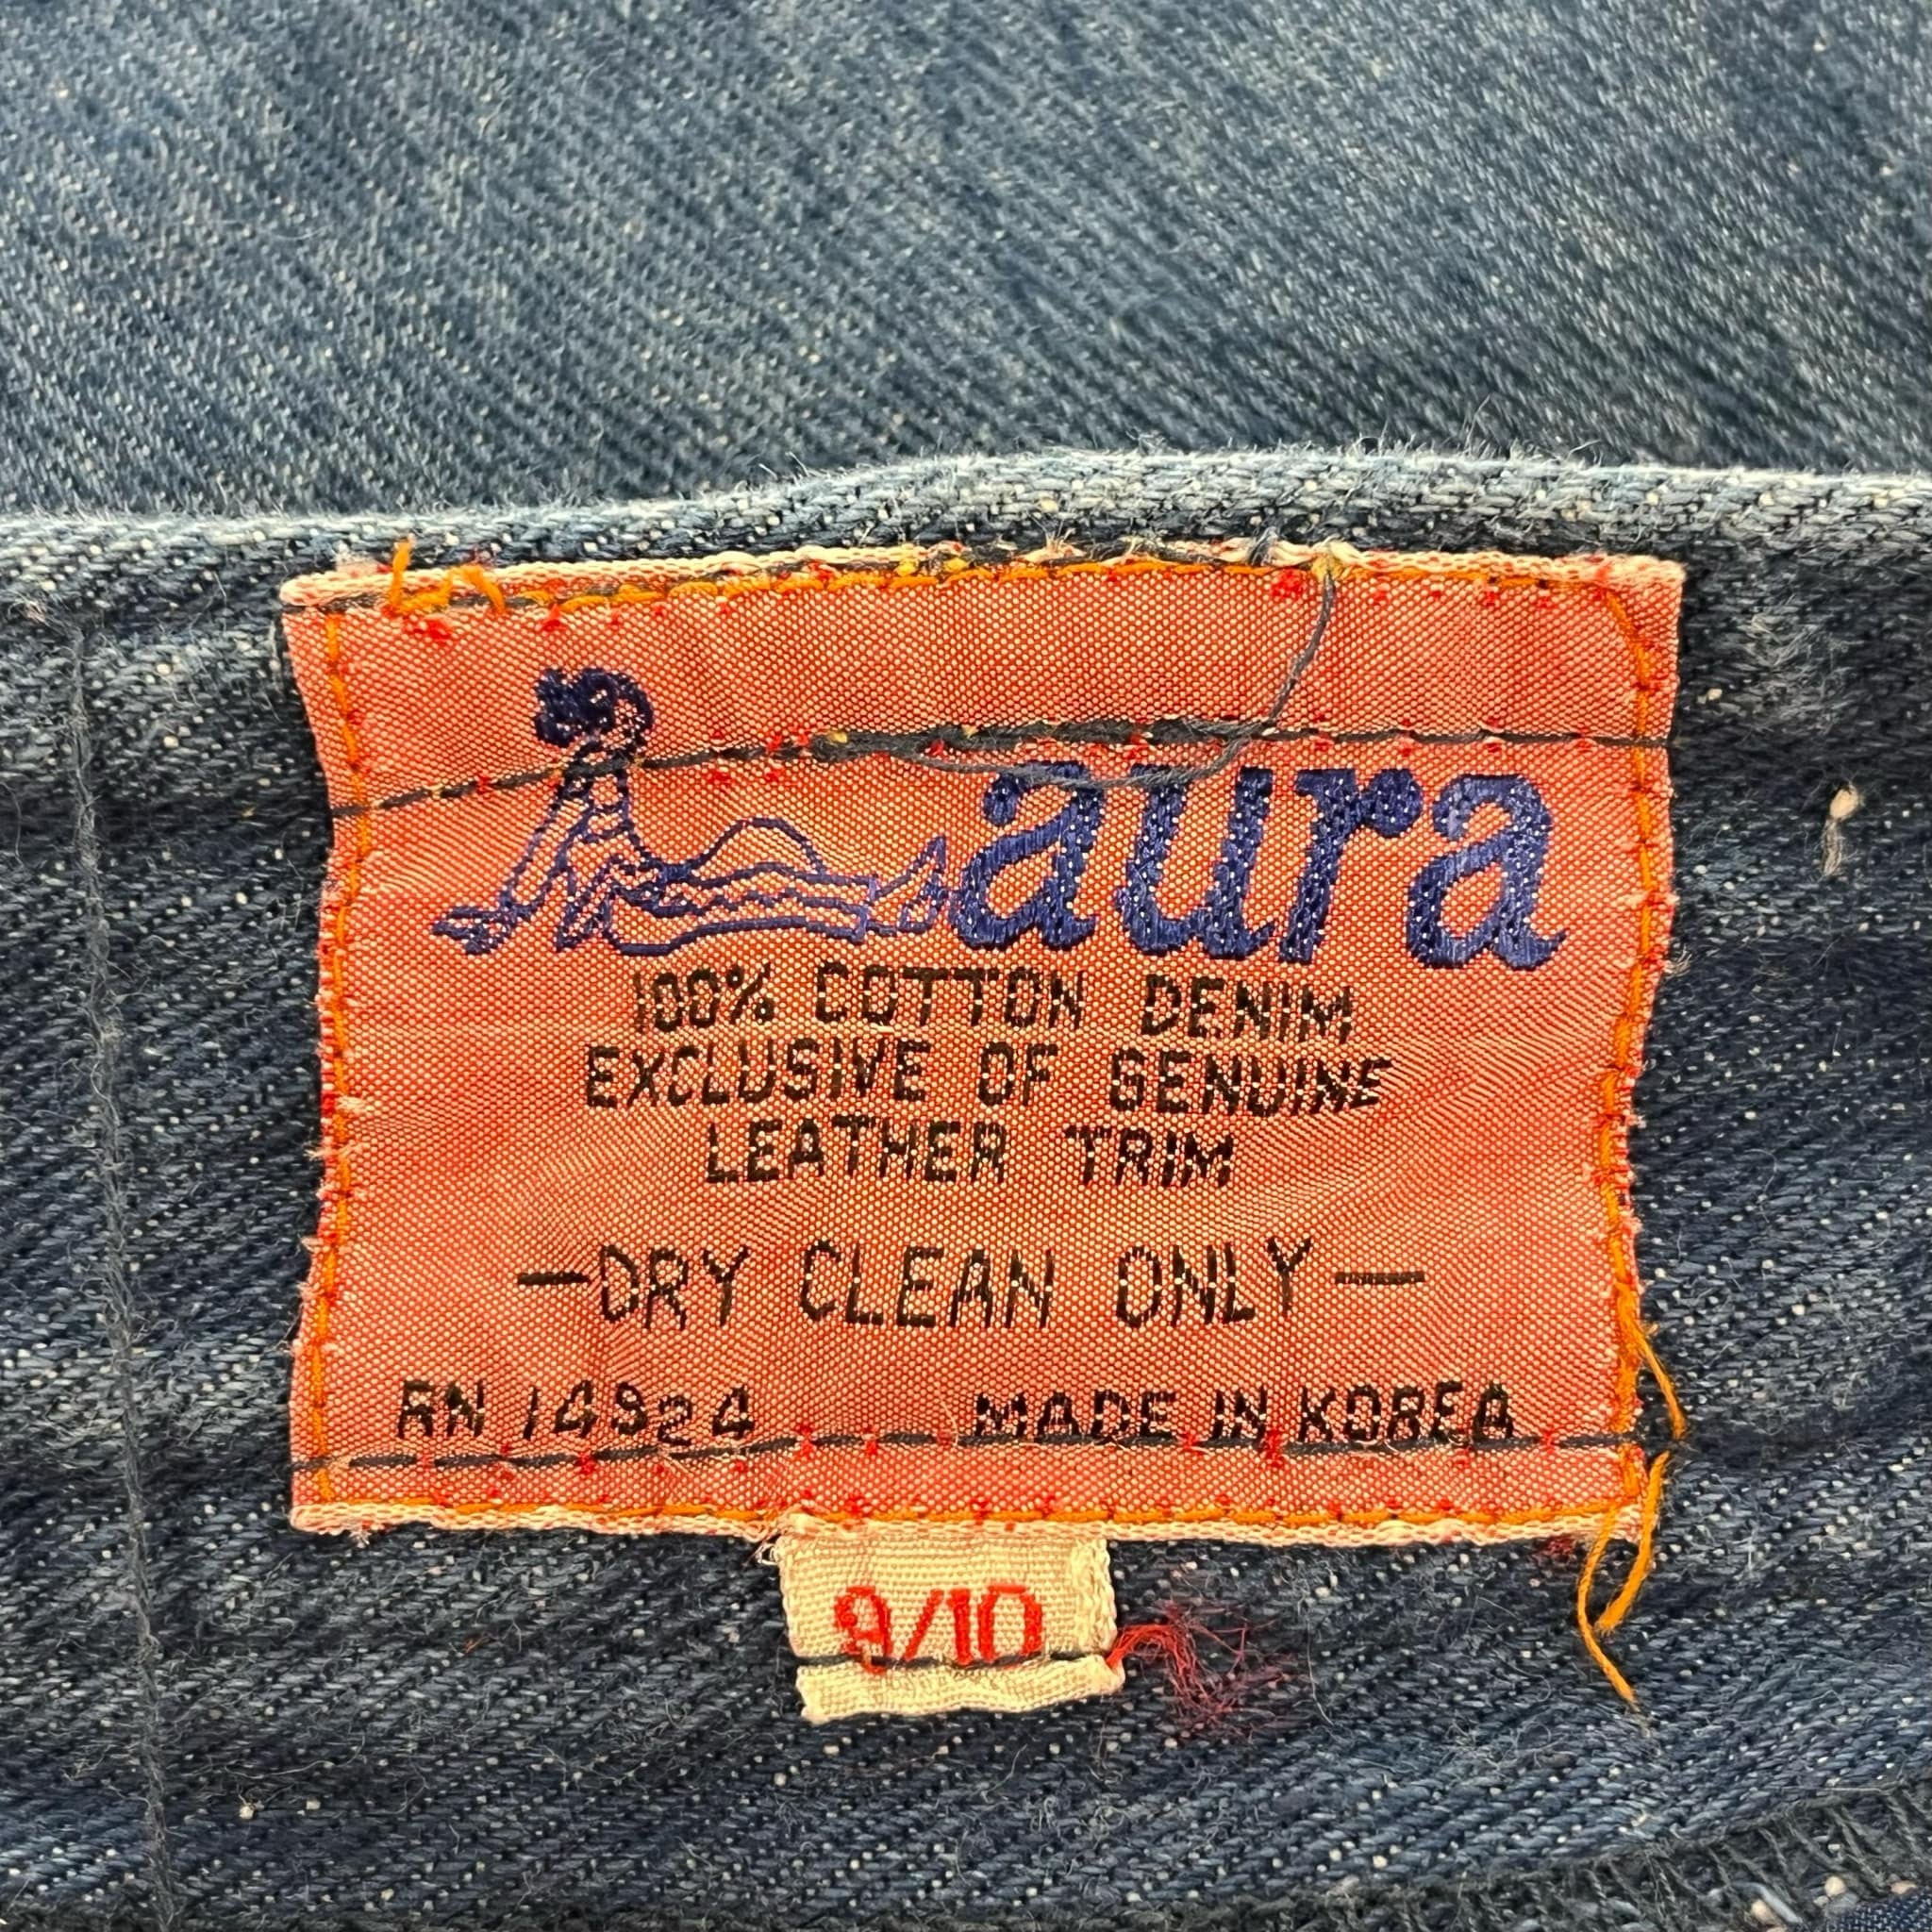 aura
100% COTTON DENIM
EXCLUSIVE OF GENUINE
LEATHER TRIM
—DRY CLEAN ONLY—
RN 14924 MADE IN KOREA
9/10